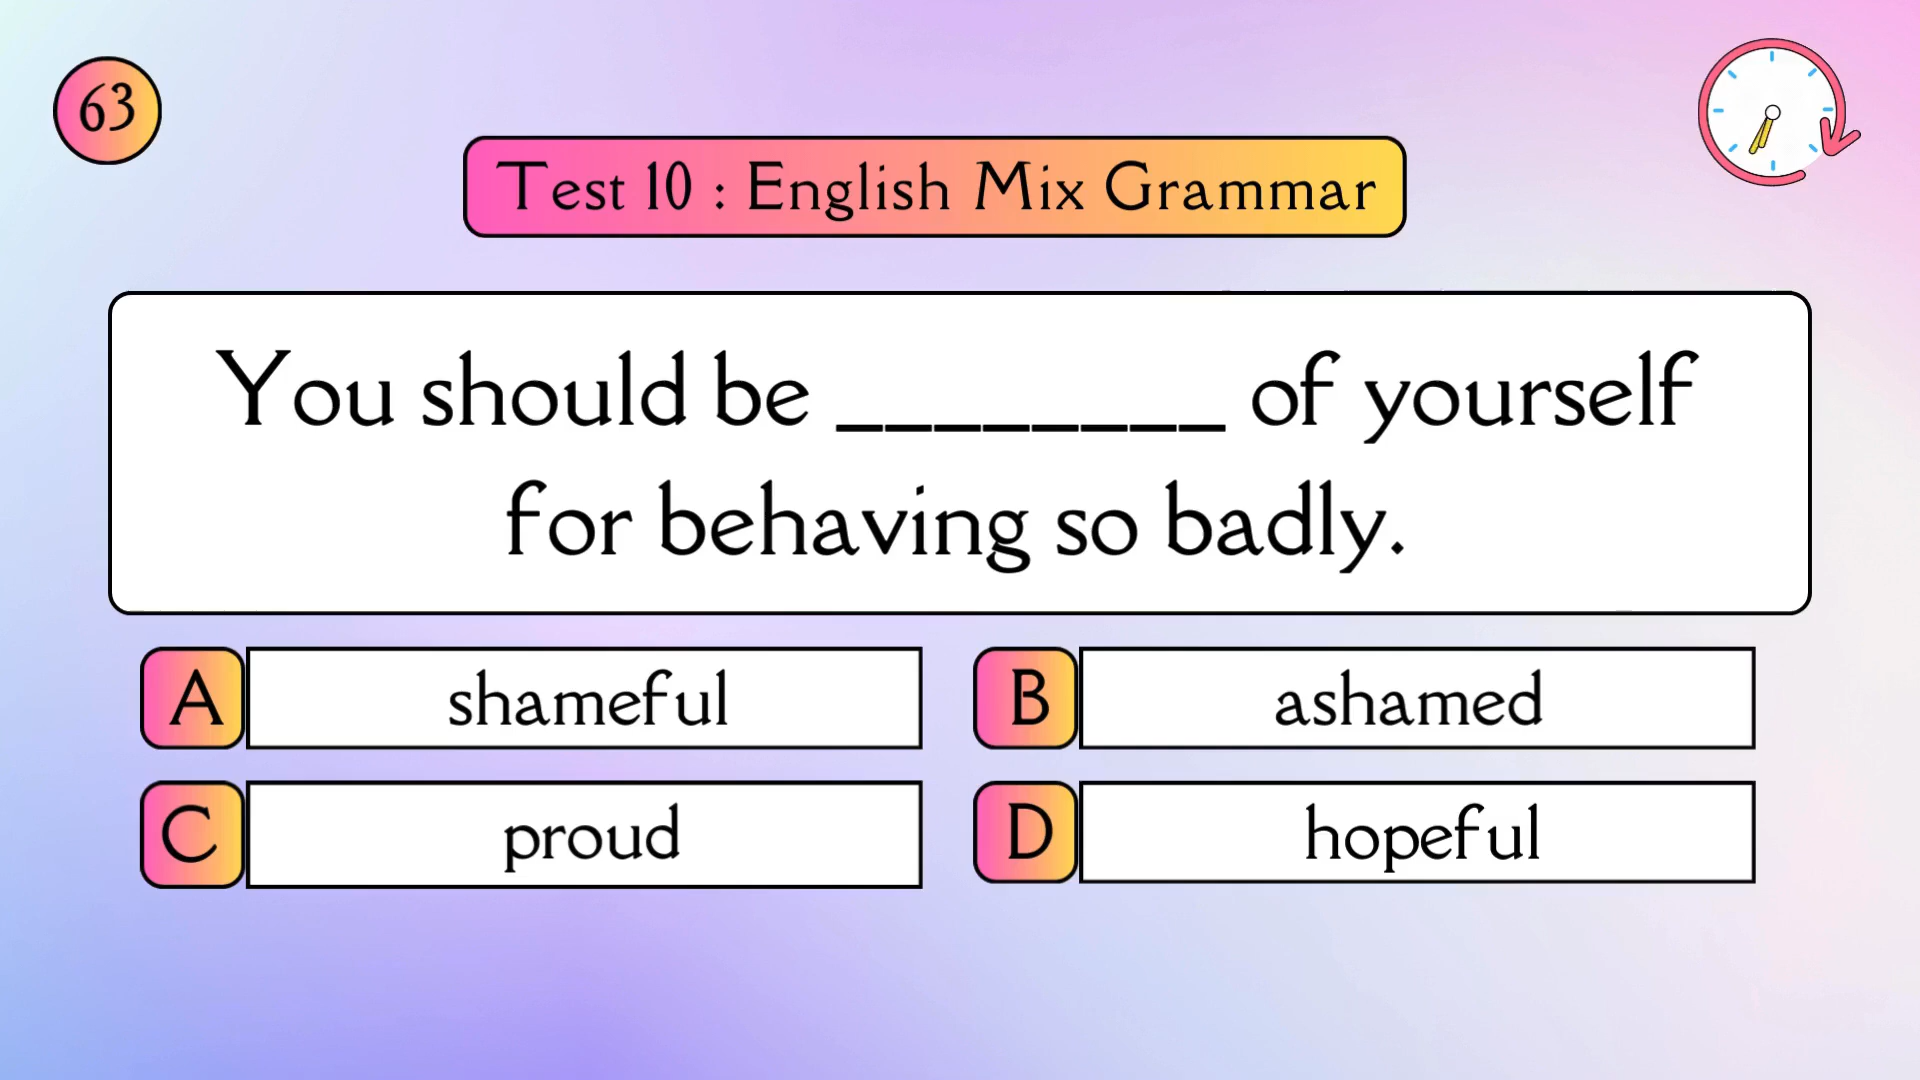 63
Test 10 : English Mix Grammar
You should be ________ of yourself
for behaving so badly.
A shameful
B ashamed
C proud
D hopeful